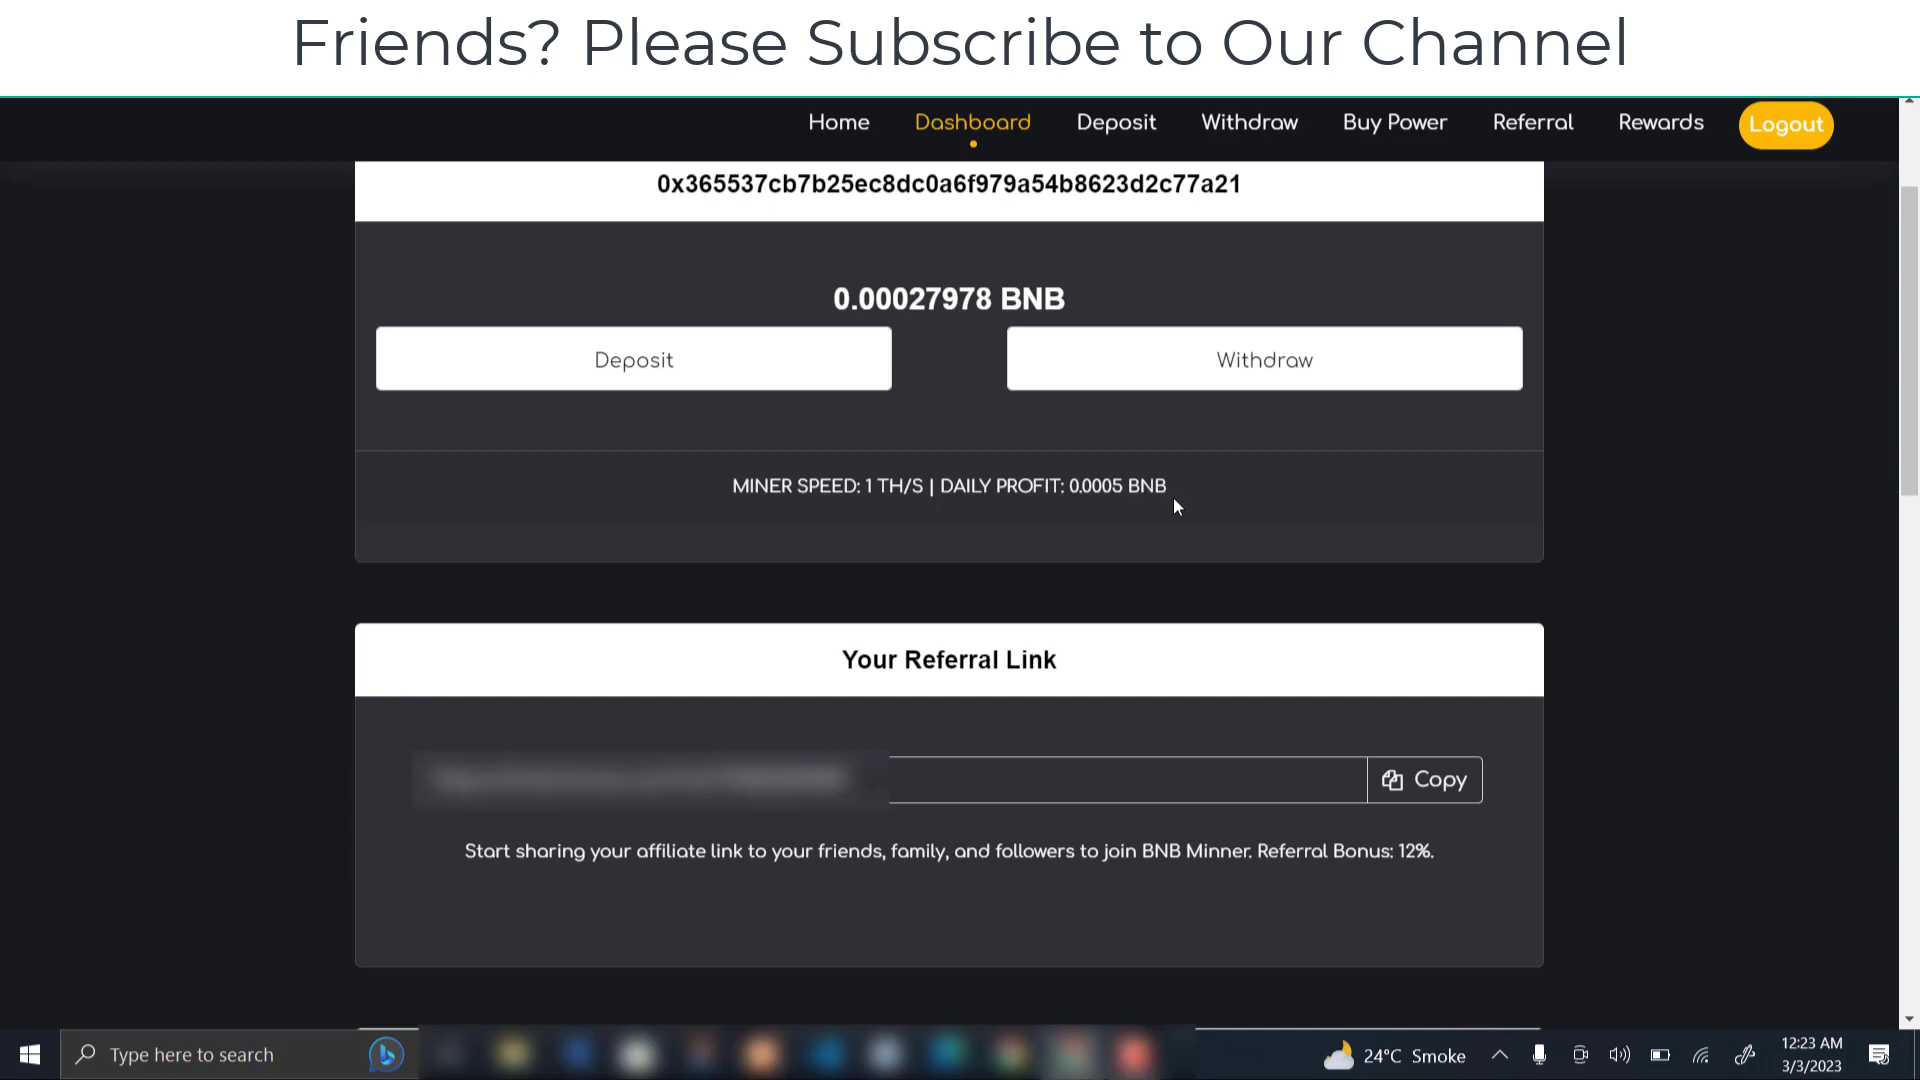 Friends? Please Subscribe to Our Channel
Home Dashboard Deposit Withdraw Buy Power Referral Rewards Logout
0x365537cb7b25ec8dc0a6f979a54b8623d2c77a21
0.00027978 BNB
Deposit Withdraw
MINER SPEED: 1 TH/S | DAILY PROFIT: 0.0005 BNB
Your Referral Link
Copy
Start sharing your affiliate link to your friends, family, and followers to join BNB Minner. Referral Bonus: 12%.
Type here to search
24°C Smoke
12:23 AM
3/3/2023